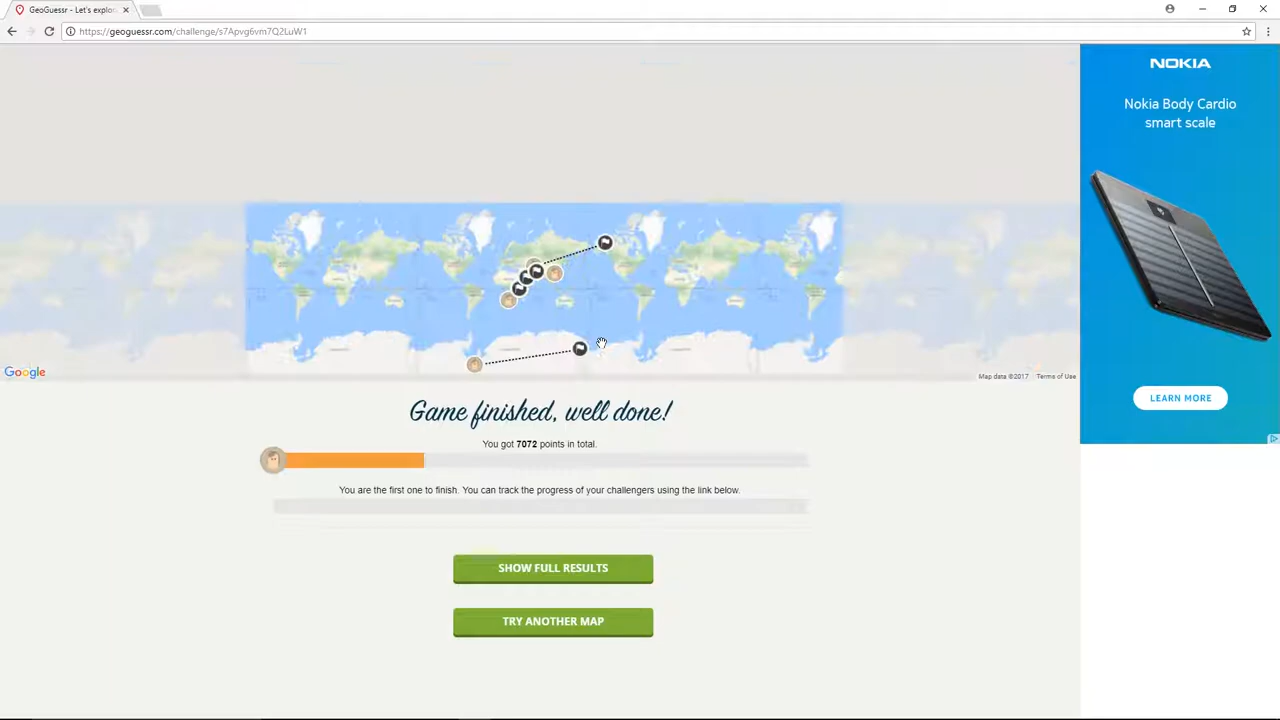 GeoGuessr - Let's explor
https://geoguessr.com/challenge/s7Apvg6vm7Q2LuW1
NOKIA
Nokia Body Cardio
smart scale
LEARN MORE
Google
Map data ©2017
Terms of Use
Game finished, well done!
You got 7072 points in total.
You are the first one to finish. You can track the progress of your challengers using the link below.
SHOW FULL RESULTS
TRY ANOTHER MAP